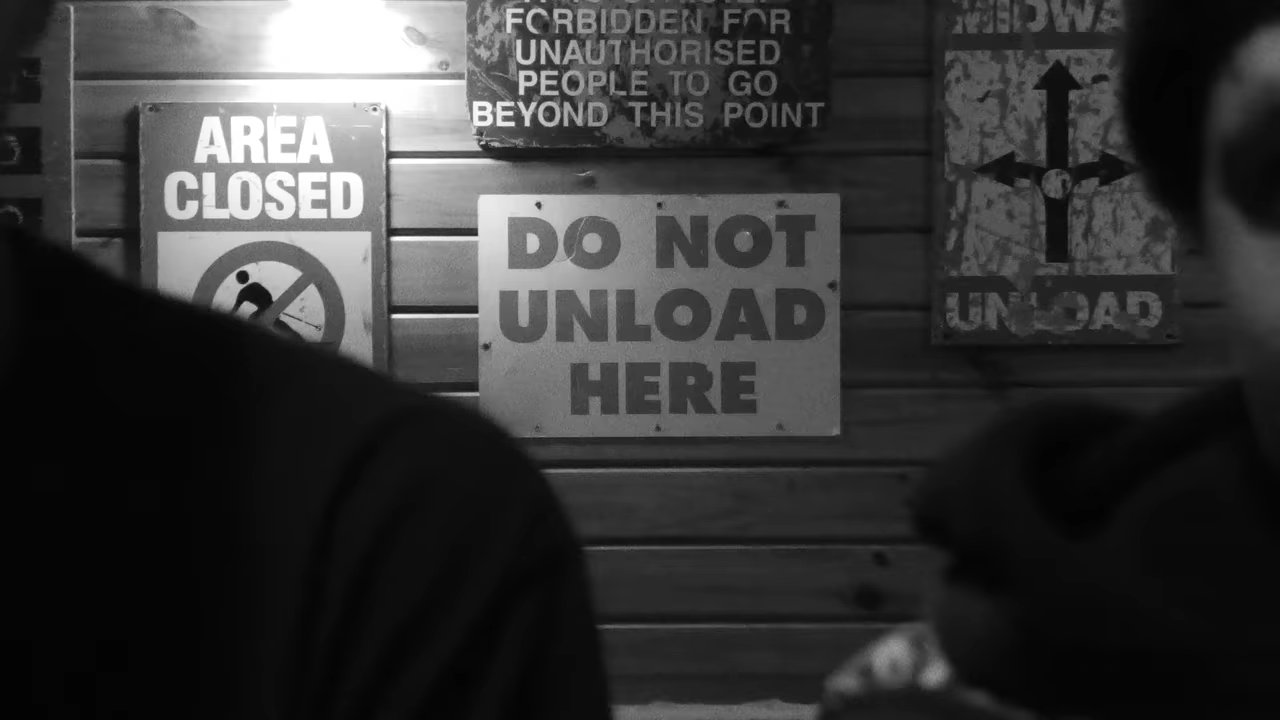 AREA
CLOSED
FORBIDDEN FOR
UNAUTHORISED
PEOPLE TO GO
BEYOND THIS POINT
DO NOT
UNLOAD
HERE
UNLOAD